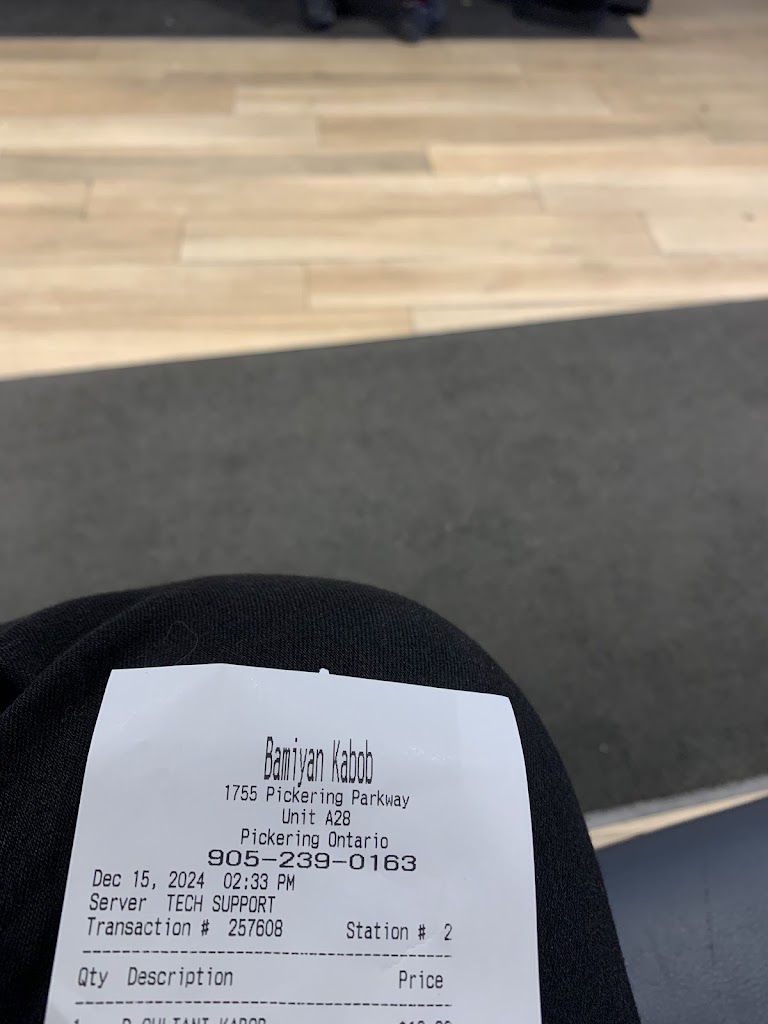 Bamiyan Kabob
1755 Pickering Parkway
Unit A28
Pickering Ontario
905-239-0163
Dec 15, 2024 02:33 PM
Server TECH SUPPORT
Transaction # 257608 Station # 2
Qty Description Price
KABOB